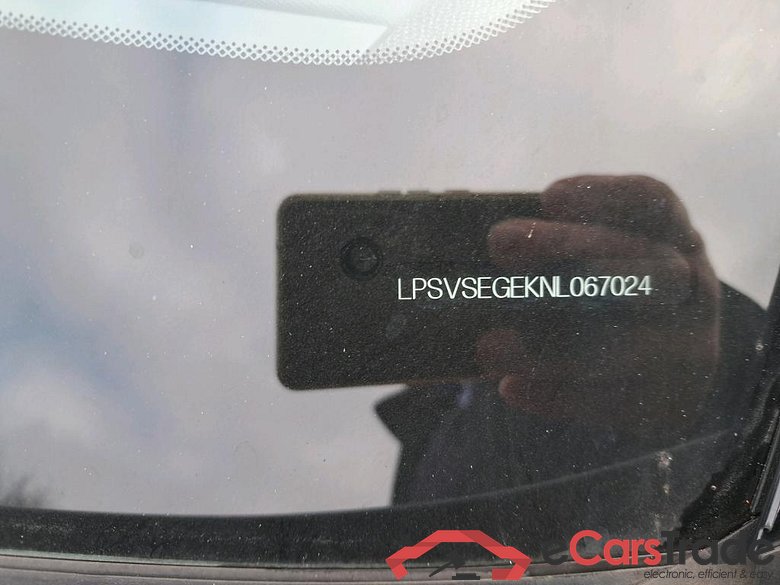 LPSVSEGEKNL067024
eCarsTrade
electronic, efficient & easy